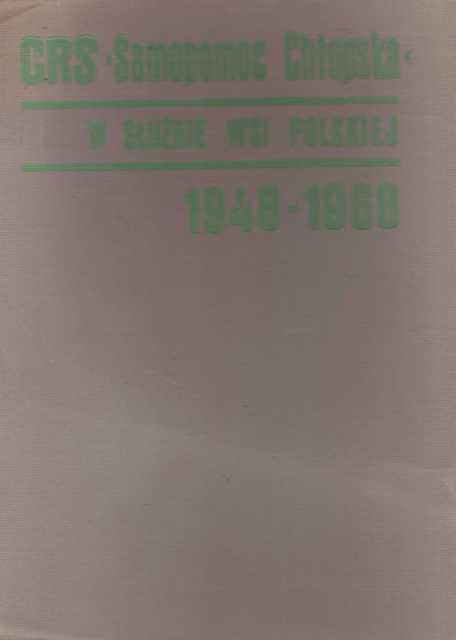 CRS ‹Samopomoc Chłopska‹
W SŁUŻBIE WSI POLSKIEJ
1948-1968